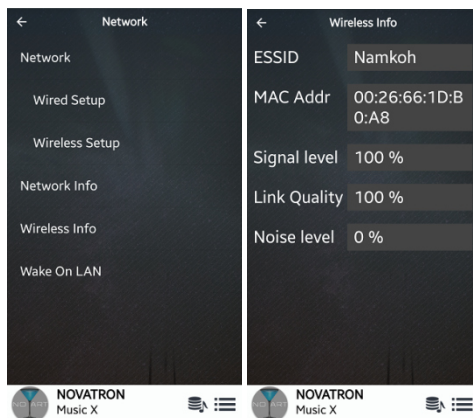 Network
Network
Wired Setup
Wireless Setup
Network Info
Wireless Info
Wake On LAN
NOVATRON
Music X
Wireless Info
ESSID
Namkoh
MAC Addr
00:26:66:1D:B
0:A8
Signal level
100 %
Link Quality
100 %
Noise level
0 %
NOVATRON
Music X